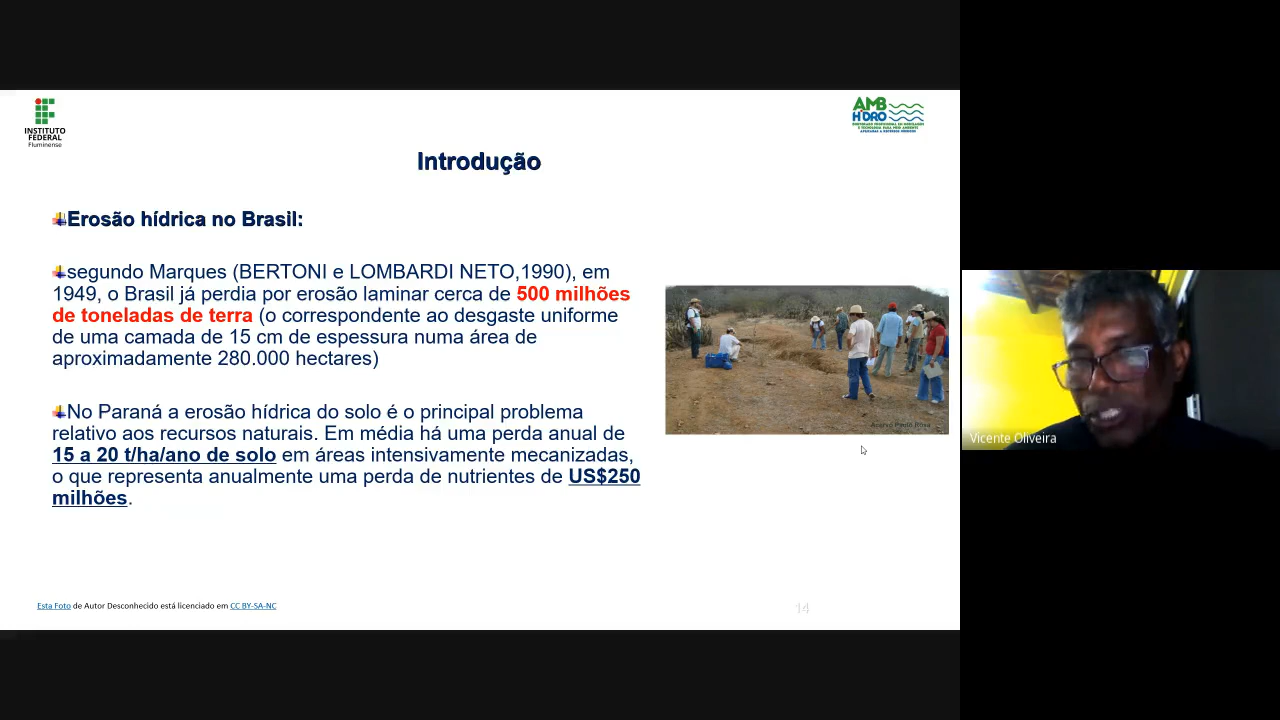 INSTITUTO
FEDERAL
Fluminense
AMB
HIDRO
Introdução
Erosão hídrica no Brasil:
segundo Marques (BERTONI e LOMBARDI NETO,1990), em
1949, o Brasil já perdia por erosão laminar cerca de 500 milhões
de toneladas de terra (o correspondente ao desgaste uniforme
de uma camada de 15 cm de espessura numa área de
aproximadamente 280.000 hectares)
No Paraná a erosão hídrica do solo é o principal problema
relativo aos recursos naturais. Em média há uma perda anual de
15 a 20 t/ha/ano de solo em áreas intensivamente mecanizadas,
o que representa anualmente uma perda de nutrientes de US$250
milhões.
Vicente Oliveira
Esta Foto de Autor Desconhecido está licenciado em CC BY-SA-NC
14